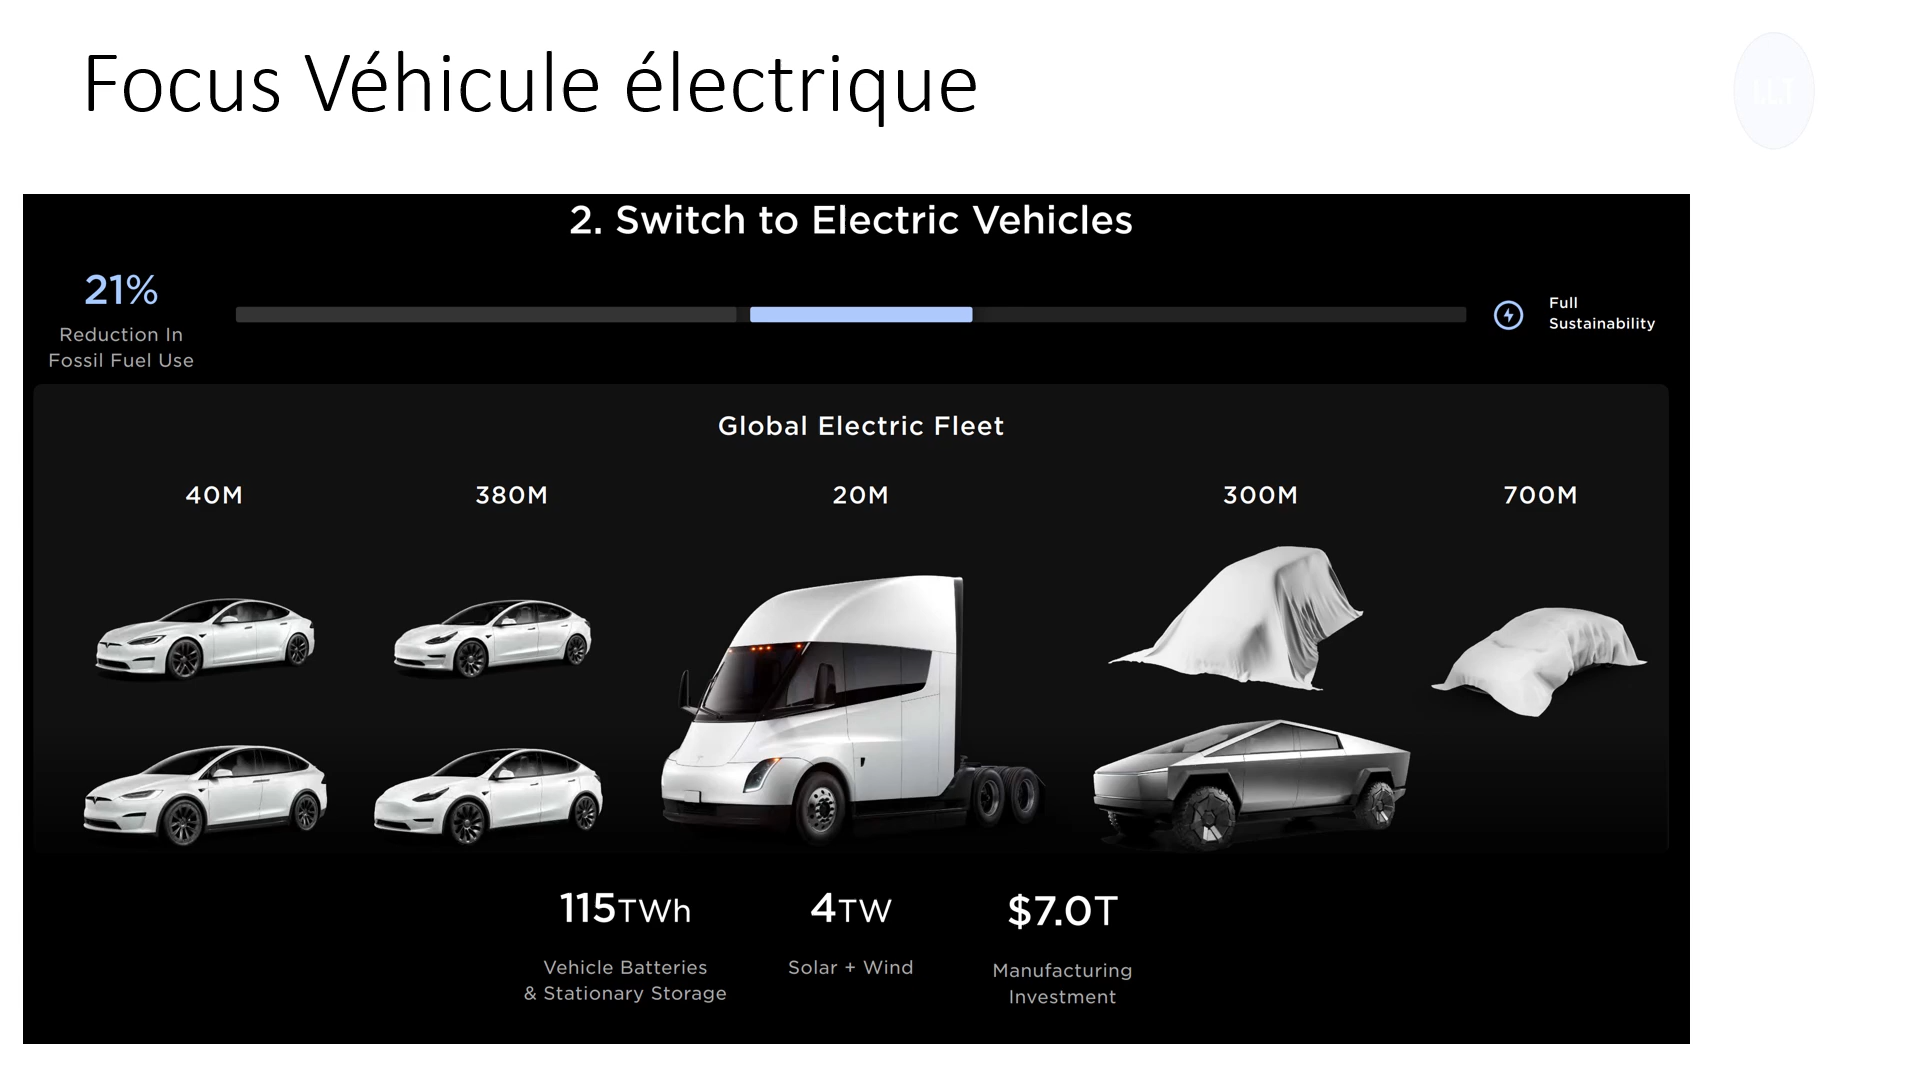 Focus Véhicule électrique
LLT
2. Switch to Electric Vehicles
21%
Reduction In
Fossil Fuel Use
Full
Sustainability
Global Electric Fleet
40M
380M
20M
300M
700M
115TWh
4TW
$7.0T
Vehicle Batteries
& Stationary Storage
Solar + Wind
Manufacturing
Investment